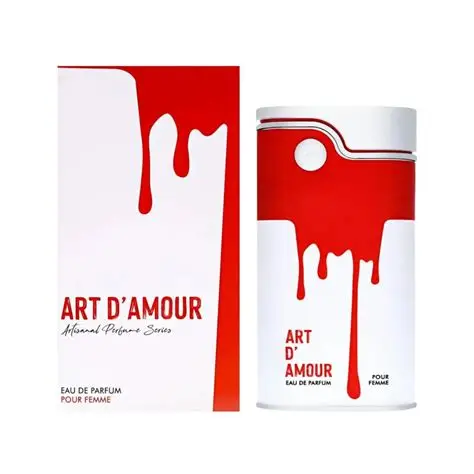 ART D'AMOUR
Artisanal Perfume Series
EAU DE PARFUM
POUR FEMME
ART
D'
AMOUR
EAU DE PARFUM
POUR
FEMME